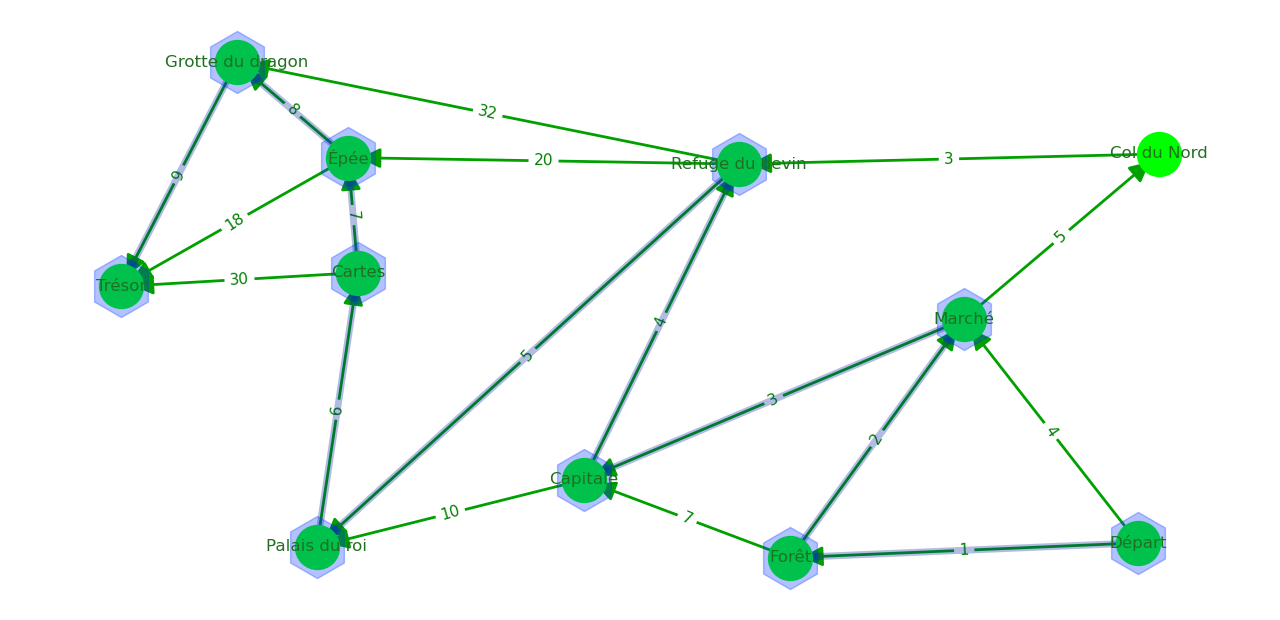 Grotte du dragon
32
8
Épée
20
Refuge du devin
3
Col du Nord
9
18
7
5
Trésor
30
Cartes
4
Marché
5
6
3
2
4
Capitale
10
7
Palais du roi
Forêt
1
Départ